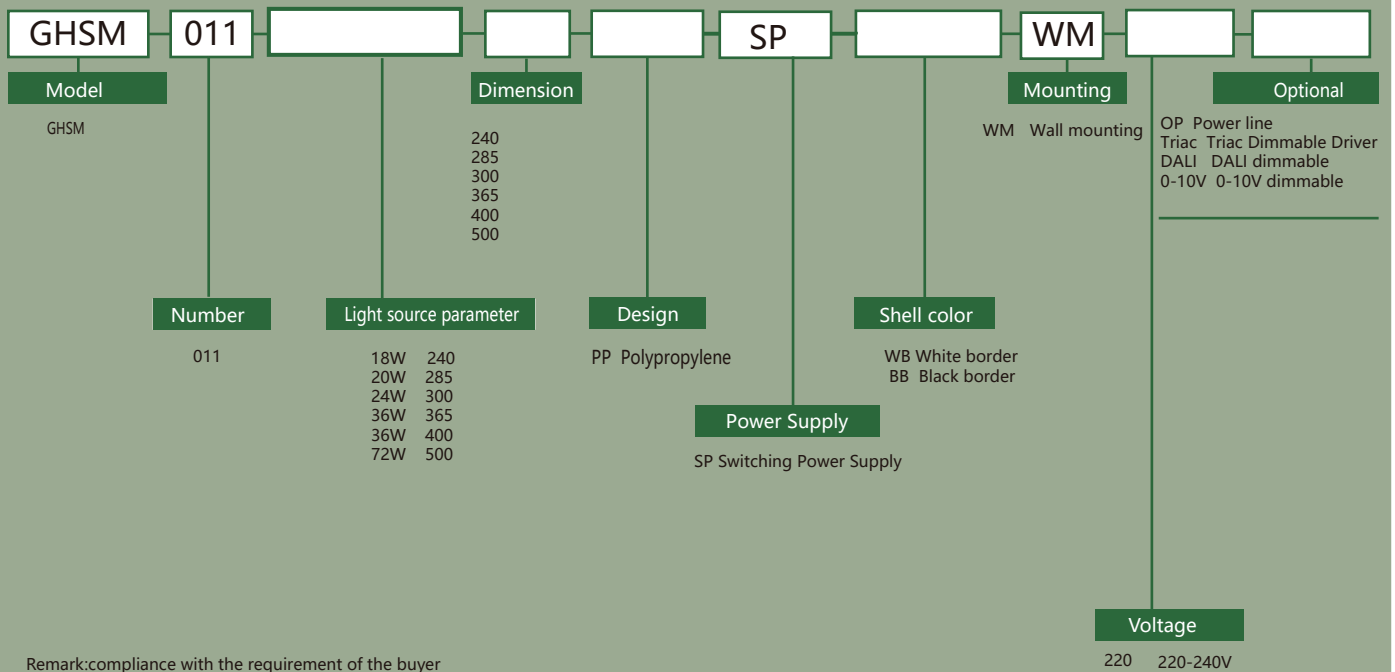 GHSM 011 SP WM
Model
GHSM
Dimension
240
285
300
365
400
500
Mounting
WM Wall mounting
Optional
OP Power line
Triac Triac Dimmable Driver
DALI DALI dimmable
0-10V 0-10V dimmable
Number
011
Light source parameter
18W 240
20W 285
24W 300
36W 365
36W 400
72W 500
Design
PP Polypropylene
Shell color
WB White border
BB Black border
Power Supply
SP Switching Power Supply
Voltage
220 220-240V
Remark:compliance with the requirement of the buyer